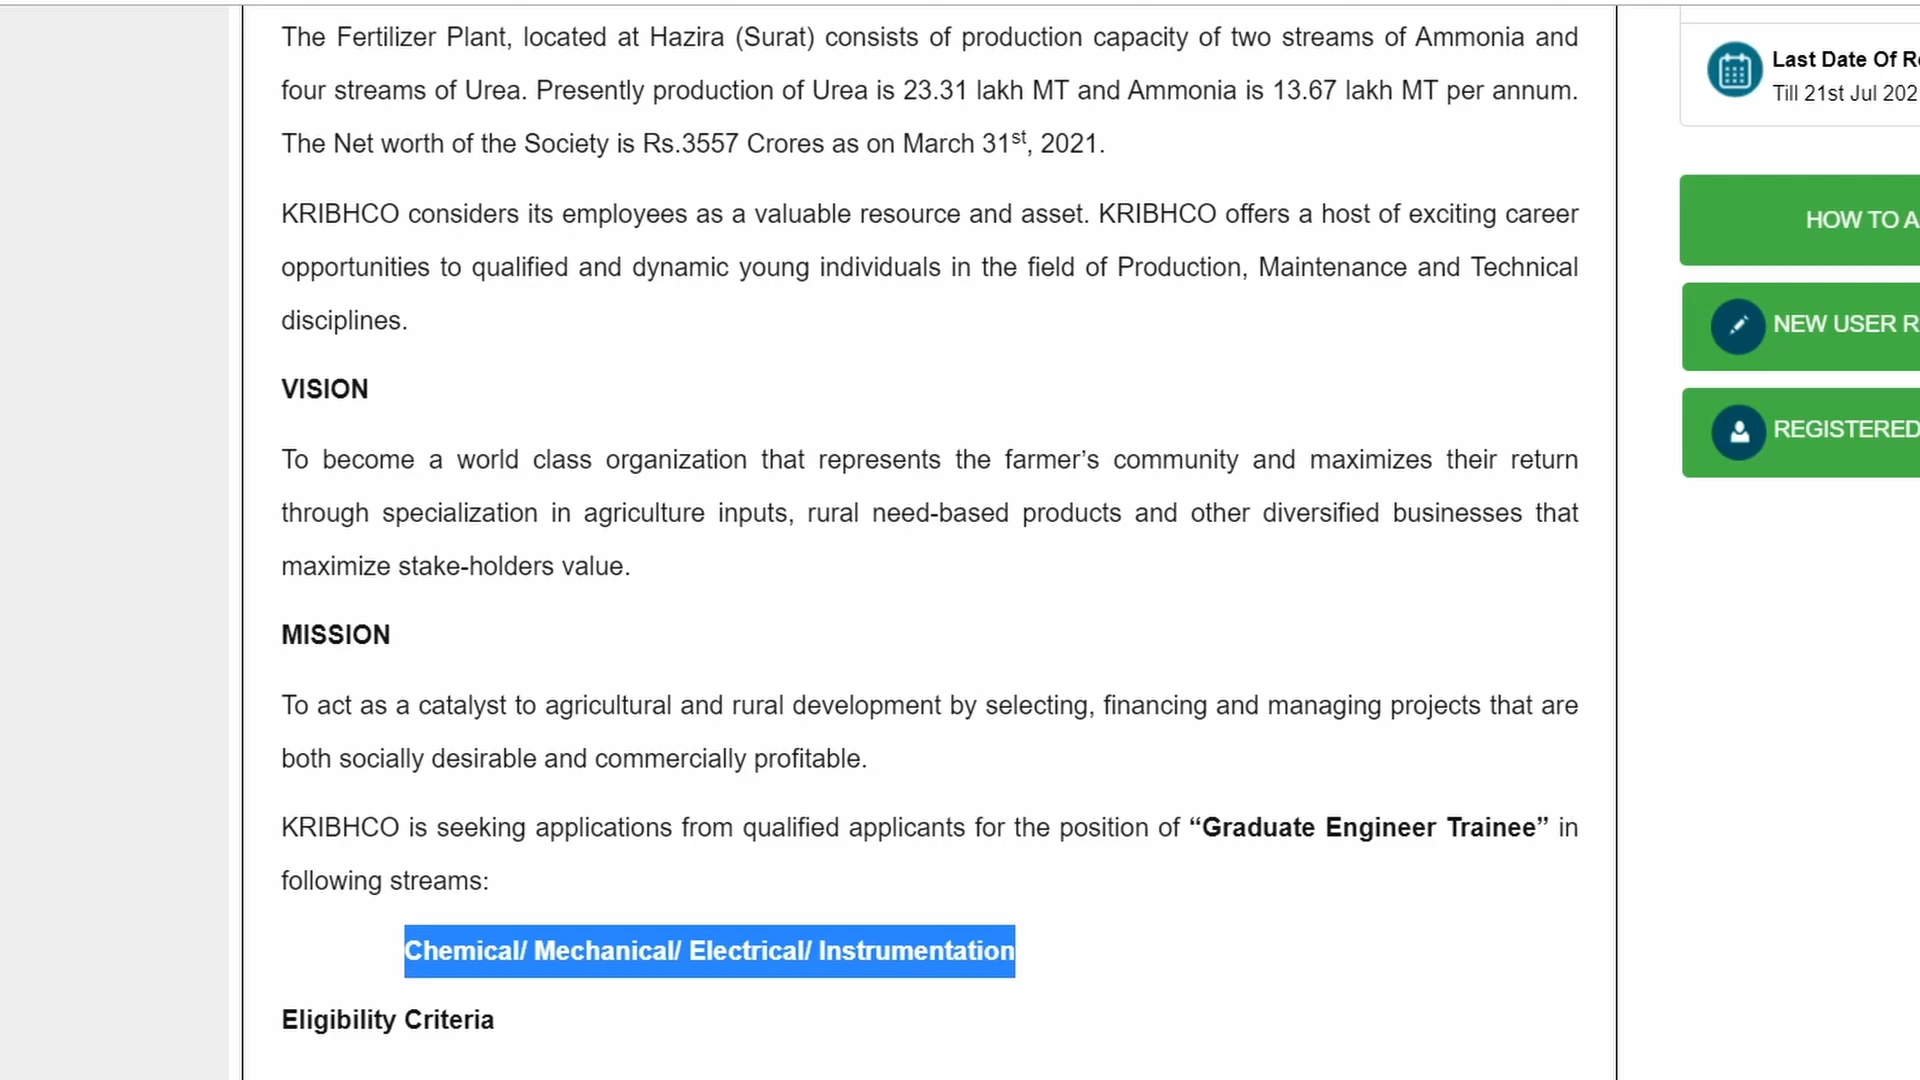 The Fertilizer Plant, located at Hazira (Surat) consists of production capacity of two streams of Ammonia and
four streams of Urea. Presently production of Urea is 23.31 lakh MT and Ammonia is 13.67 lakh MT per annum.
The Net worth of the Society is Rs.3557 Crores as on March 31st, 2021.
KRIBHCO considers its employees as a valuable resource and asset. KRIBHCO offers a host of exciting career
opportunities to qualified and dynamic young individuals in the field of Production, Maintenance and Technical
disciplines.
VISION
To become a world class organization that represents the farmer’s community and maximizes their return
through specialization in agriculture inputs, rural need-based products and other diversified businesses that
maximize stake-holders value.
MISSION
To act as a catalyst to agricultural and rural development by selecting, financing and managing projects that are
both socially desirable and commercially profitable.
KRIBHCO is seeking applications from qualified applicants for the position of “Graduate Engineer Trainee” in
following streams:
Chemical/ Mechanical/ Electrical/ Instrumentation
Eligibility Criteria
Last Date Of
Till 21st Jul 202
HOW TO A
NEW USER R
REGISTERED